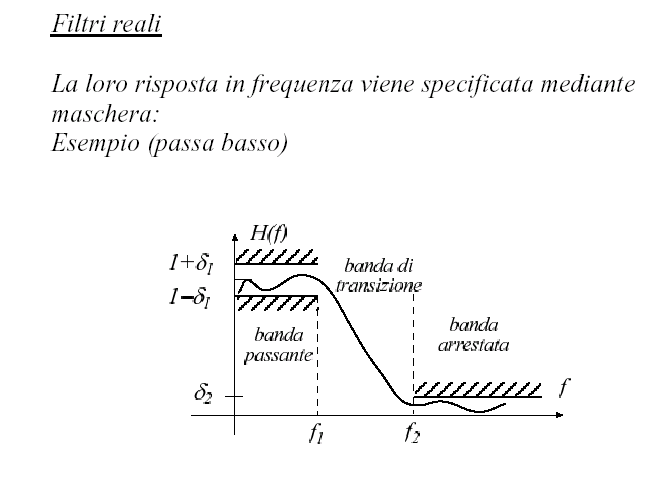 Filtri reali
La loro risposta in frequenza viene specificata mediante
maschera:
Esempio (passa basso)
H(f)
1+δ1
1−δ1
banda di
transizione
banda
passante
banda
arrestata
δ2
f
f1
f2